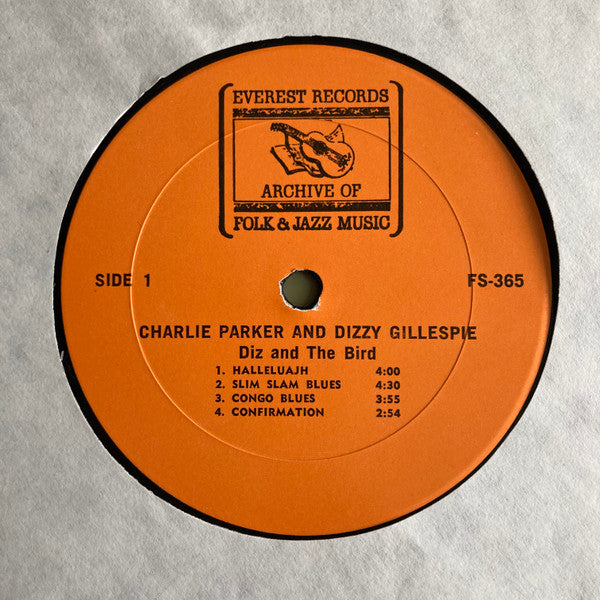 EVEREST RECORDS
ARCHIVE OF
FOLK & JAZZ MUSIC
SIDE 1
FS-365
CHARLIE PARKER AND DIZZY GILLESPIE
Diz and The Bird
1. HALLELUAJH 4:00
2. SLIM SLAM BLUES 4:30
3. CONGO BLUES 3:55
4. CONFIRMATION 2:54